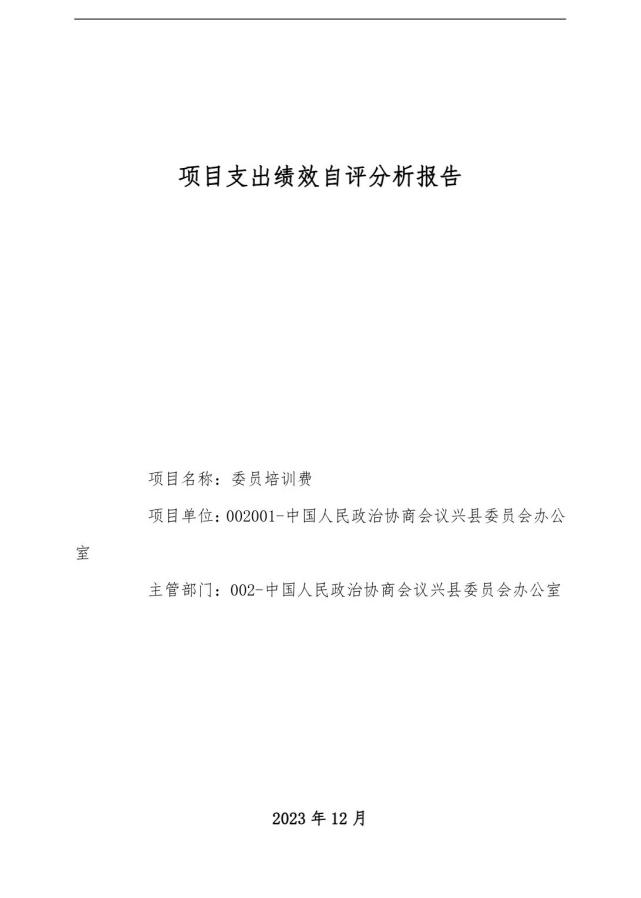 项目支出绩效自评分析报告
项目名称：委员培训费
项目单位：002001-中国人民政治协商会议兴县委员会办公
室
主管部门：002-中国人民政治协商会议兴县委员会办公室
2023 年 12 月